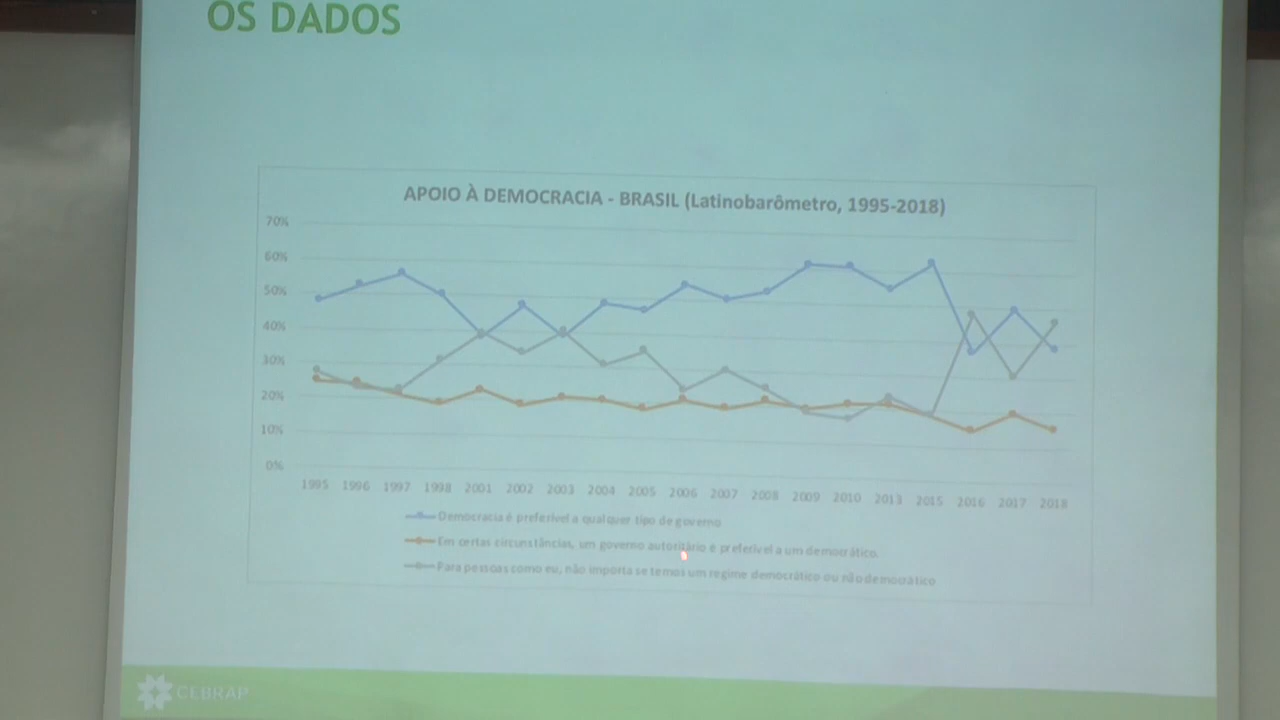 OS DADOS
APOIO À DEMOCRACIA - BRASIL (Latinobarômetro, 1995-2018)
70%
60%
50%
40%
30%
20%
10%
0%
1995 1996 1997 1998 2001 2002 2003 2004 2005 2006 2007 2008 2009 2010 2013 2015 2016 2017 2018
Democracia é preferível a qualquer tipo de governo
Em certas circunstâncias, um governo autoritário é preferível a um democrático
Para pessoas como eu, não importa se temos um regime democrático ou não democrático
CEBRAP